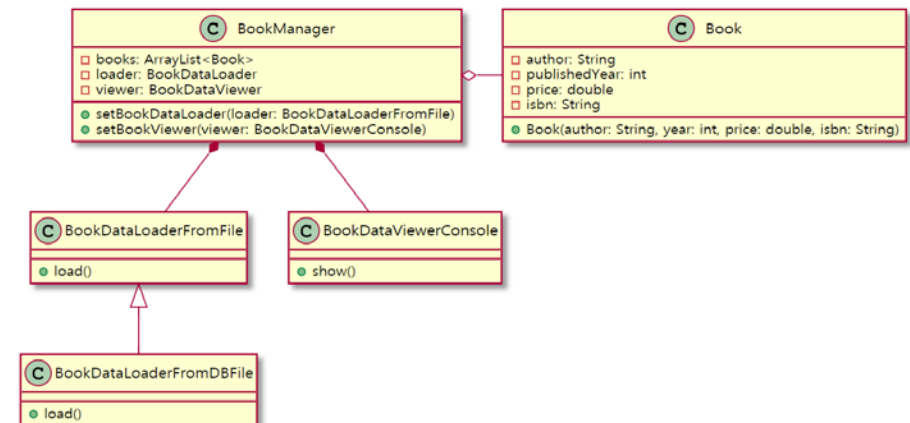 C BookManager
books: ArrayList<Book>
loader: BookDataLoader
viewer: BookDataViewer
setBookDataLoader(loader: BookDataLoaderFromFile)
setBookViewer(viewer: BookDataViewerConsole)
C Book
author: String
publishedYear: int
price: double
isbn: String
Book(author: String, year: int, price: double, isbn: String)
C BookDataLoaderFromFile
load()
C BookDataViewerConsole
show()
C BookDataLoaderFromDBFile
load()